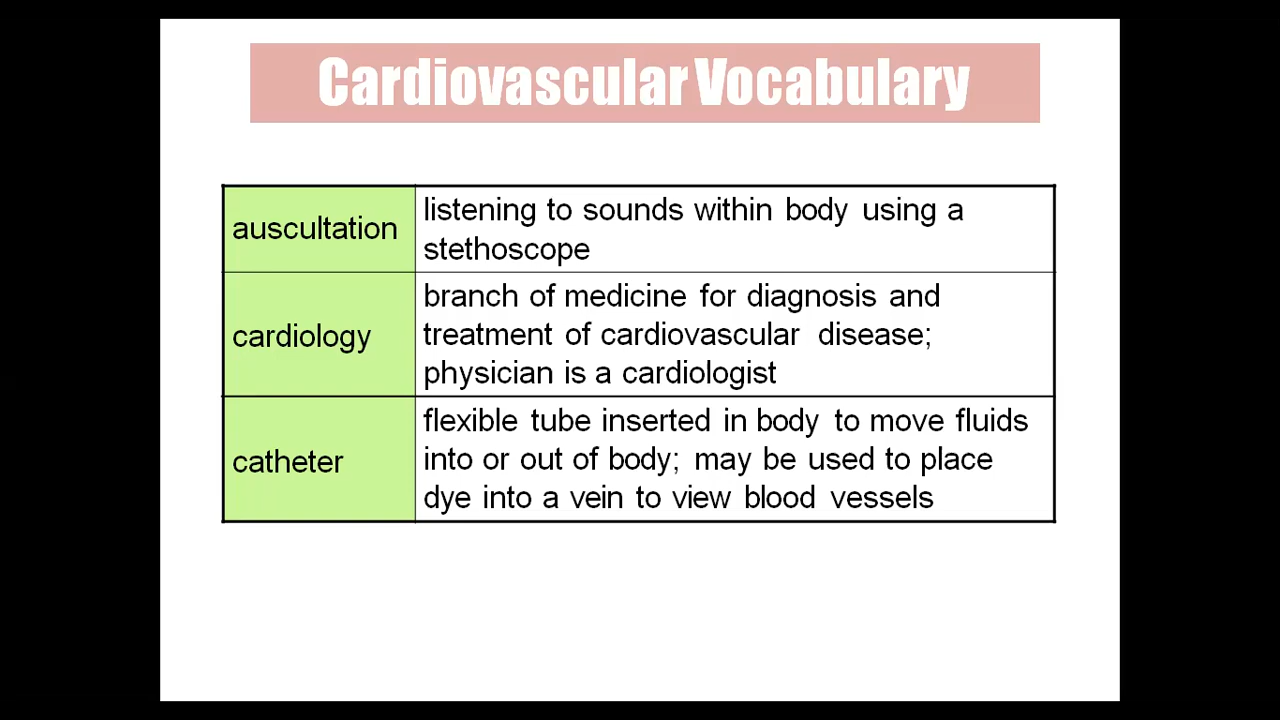 Cardiovascular Vocabulary
auscultation
listening to sounds within body using a
stethoscope
cardiology
branch of medicine for diagnosis and
treatment of cardiovascular disease;
physician is a cardiologist
catheter
flexible tube inserted in body to move fluids
into or out of body; may be used to place
dye into a vein to view blood vessels